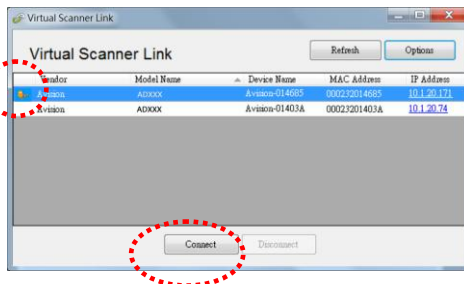 Virtual Scanner Link
Virtual Scanner Link Refresh Options
Vendor Model Name Device Name MAC Address IP Address
Avision ADXXX Avision-014685 000232014685 10.1.20.171
Avision ADXXX Avision-01403A 00023201403A 10.1.20.74
Connect Disconnect